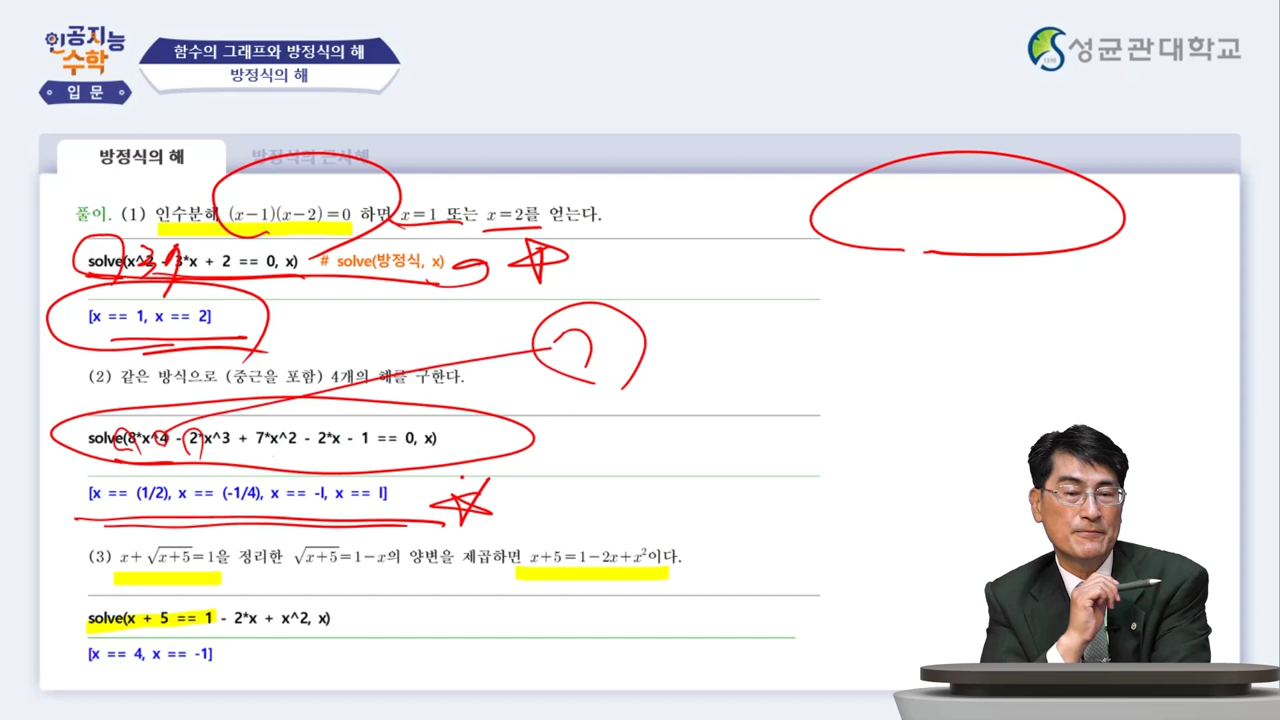 인공지능
수학
입문
함수의 그래프와 방정식의 해
방정식의 해
성균관대학교
방정식의 해
방정식의 근사해
풀이. (1) 인수분해 (x−1)(x−2)=0 하면 x=1 또는 x=2를 얻는다.
solve(x^2 - 3*x + 2 == 0, x) # solve(방정식, x)
[x == 1, x == 2]
(2) 같은 방식으로 (중근을 포함) 4개의 해를 구한다.
solve(8*x^4 - 2*x^3 + 7*x^2 - 2*x - 1 == 0, x)
[x == (1/2), x == (-1/4), x == -I, x == I]
(3) x+√(x+5)=1을 정리한 √(x+5)=1−x의 양변을 제곱하면 x+5=1−2x+x²이다.
solve(x + 5 == 1 - 2*x + x^2, x)
[x == 4, x == -1]